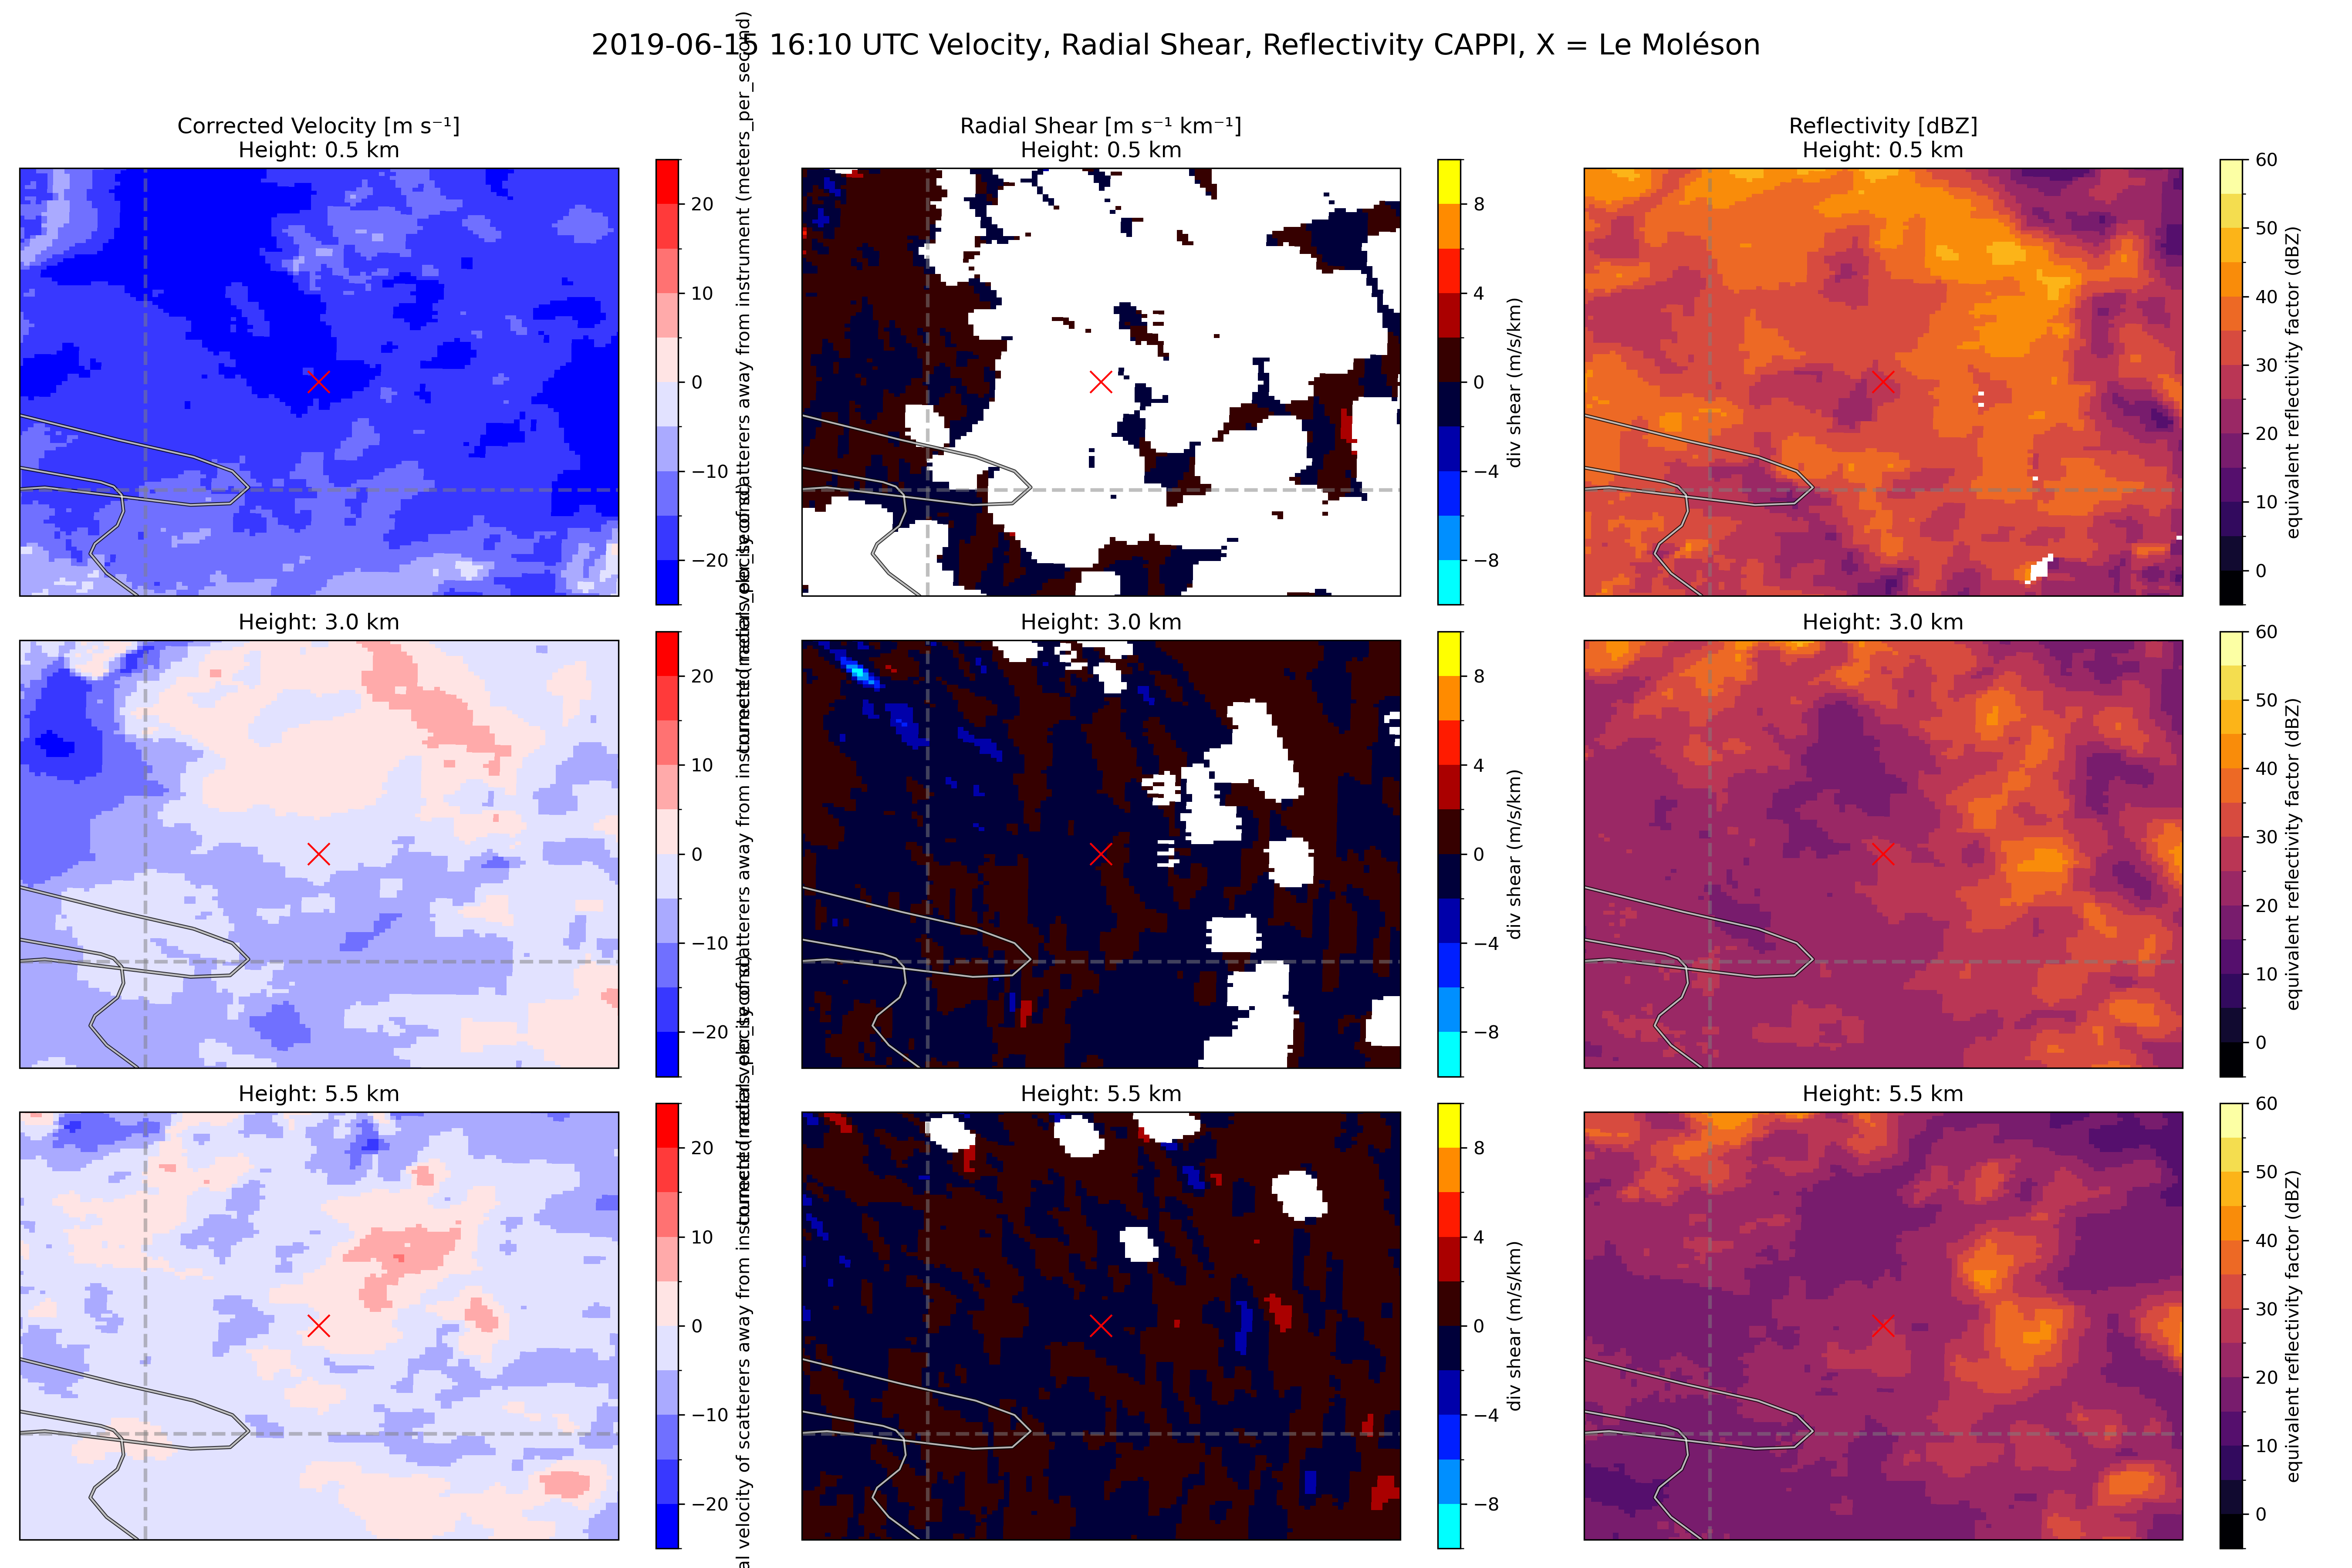 2019-06-15 16:10 UTC Velocity, Radial Shear, Reflectivity CAPPI, X = Le Moléson
Corrected Velocity [m s⁻¹]
Height: 0.5 km
20
10
0
−10
−20
Radial Shear [m s⁻¹ km⁻¹]
Height: 0.5 km
8
4
0
−4
−8
div shear (m/s/km)
Reflectivity [dBZ]
Height: 0.5 km
60
50
40
30
20
10
0
equivalent reflectivity factor (dBZ)
Height: 3.0 km
20
10
0
−10
−20
Height: 3.0 km
8
4
0
−4
−8
div shear (m/s/km)
Height: 3.0 km
60
50
40
30
20
10
0
equivalent reflectivity factor (dBZ)
Height: 5.5 km
20
10
0
−10
−20
velocity of scatterers away from instrument (meters_per_second)
Height: 5.5 km
8
4
0
−4
−8
div shear (m/s/km)
Height: 5.5 km
60
50
40
30
20
10
0
equivalent reflectivity factor (dBZ)